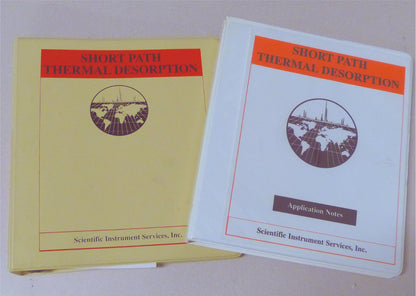 SHORT PATH
THERMAL DESORPTION
Scientific Instrument Services, Inc.
SHORT PATH
THERMAL DESORPTION
Application Notes
Scientific Instrument Services, Inc.